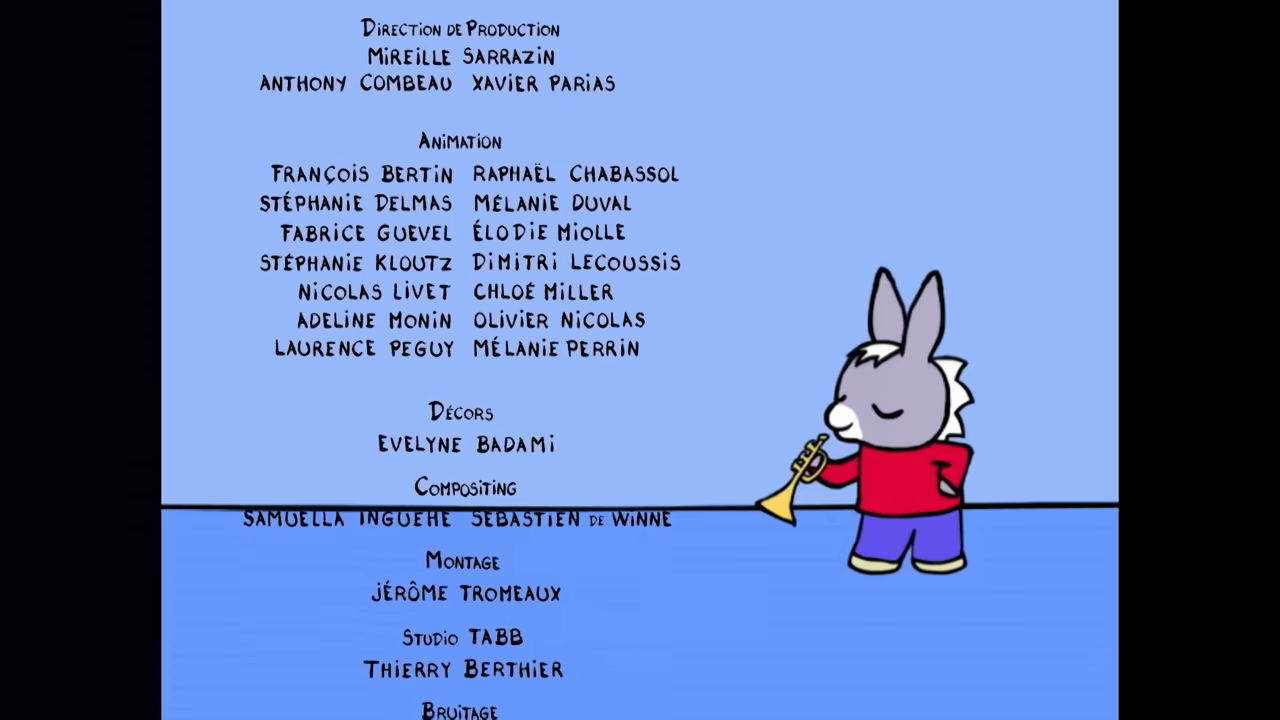 Direction de Production
Mireille Sarrazin
Anthony Combeau Xavier Parias
Animation
François Bertin Raphaël Chabassol
Stéphanie Delmas Mélanie Duval
Fabrice Guevel Élodie Miolle
Stéphanie Kloutz Dimitri Lecoussis
Nicolas Livet Chloé Miller
Adeline Monin Olivier Nicolas
Laurence Peguy Mélanie Perrin
Décors
Evelyne Badami
Compositing
Samuella Inguehe Sebastien de Winne
Montage
Jérôme Tromeaux
Studio TABB
Thierry Berthier
Bruitage